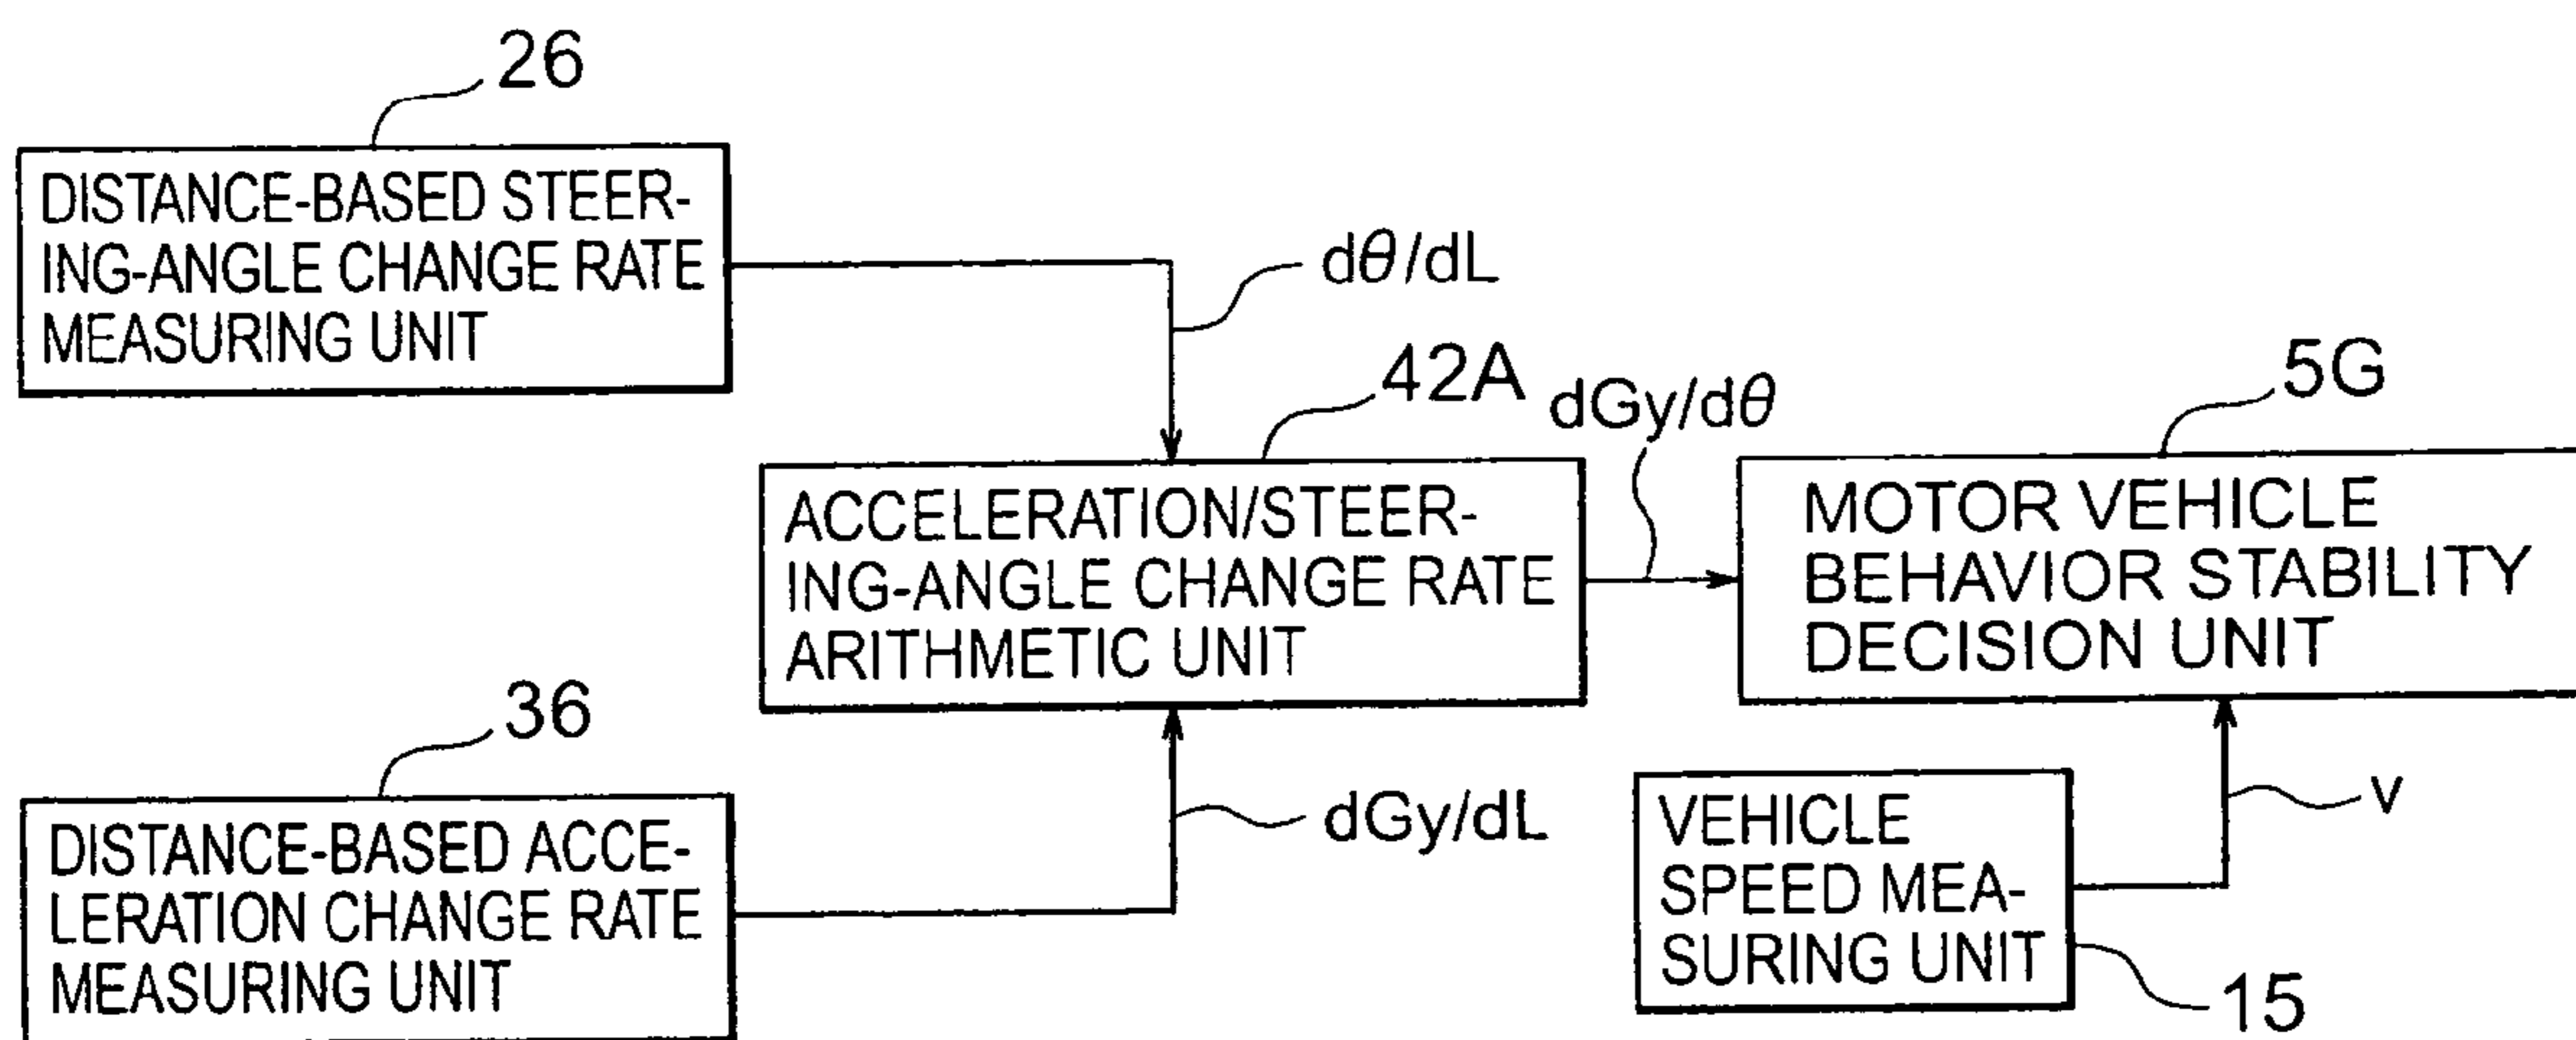 26
DISTANCE-BASED STEER-
ING-ANGLE CHANGE RATE
MEASURING UNIT
dθ/dL
42A
dGy/dθ
5G
ACCELERATION/STEER-
ING-ANGLE CHANGE RATE
ARITHMETIC UNIT
MOTOR VEHICLE
BEHAVIOR STABILITY
DECISION UNIT
36
DISTANCE-BASED ACCE-
LERATION CHANGE RATE
MEASURING UNIT
dGy/dL
VEHICLE
SPEED MEA-
SURING UNIT
v
15